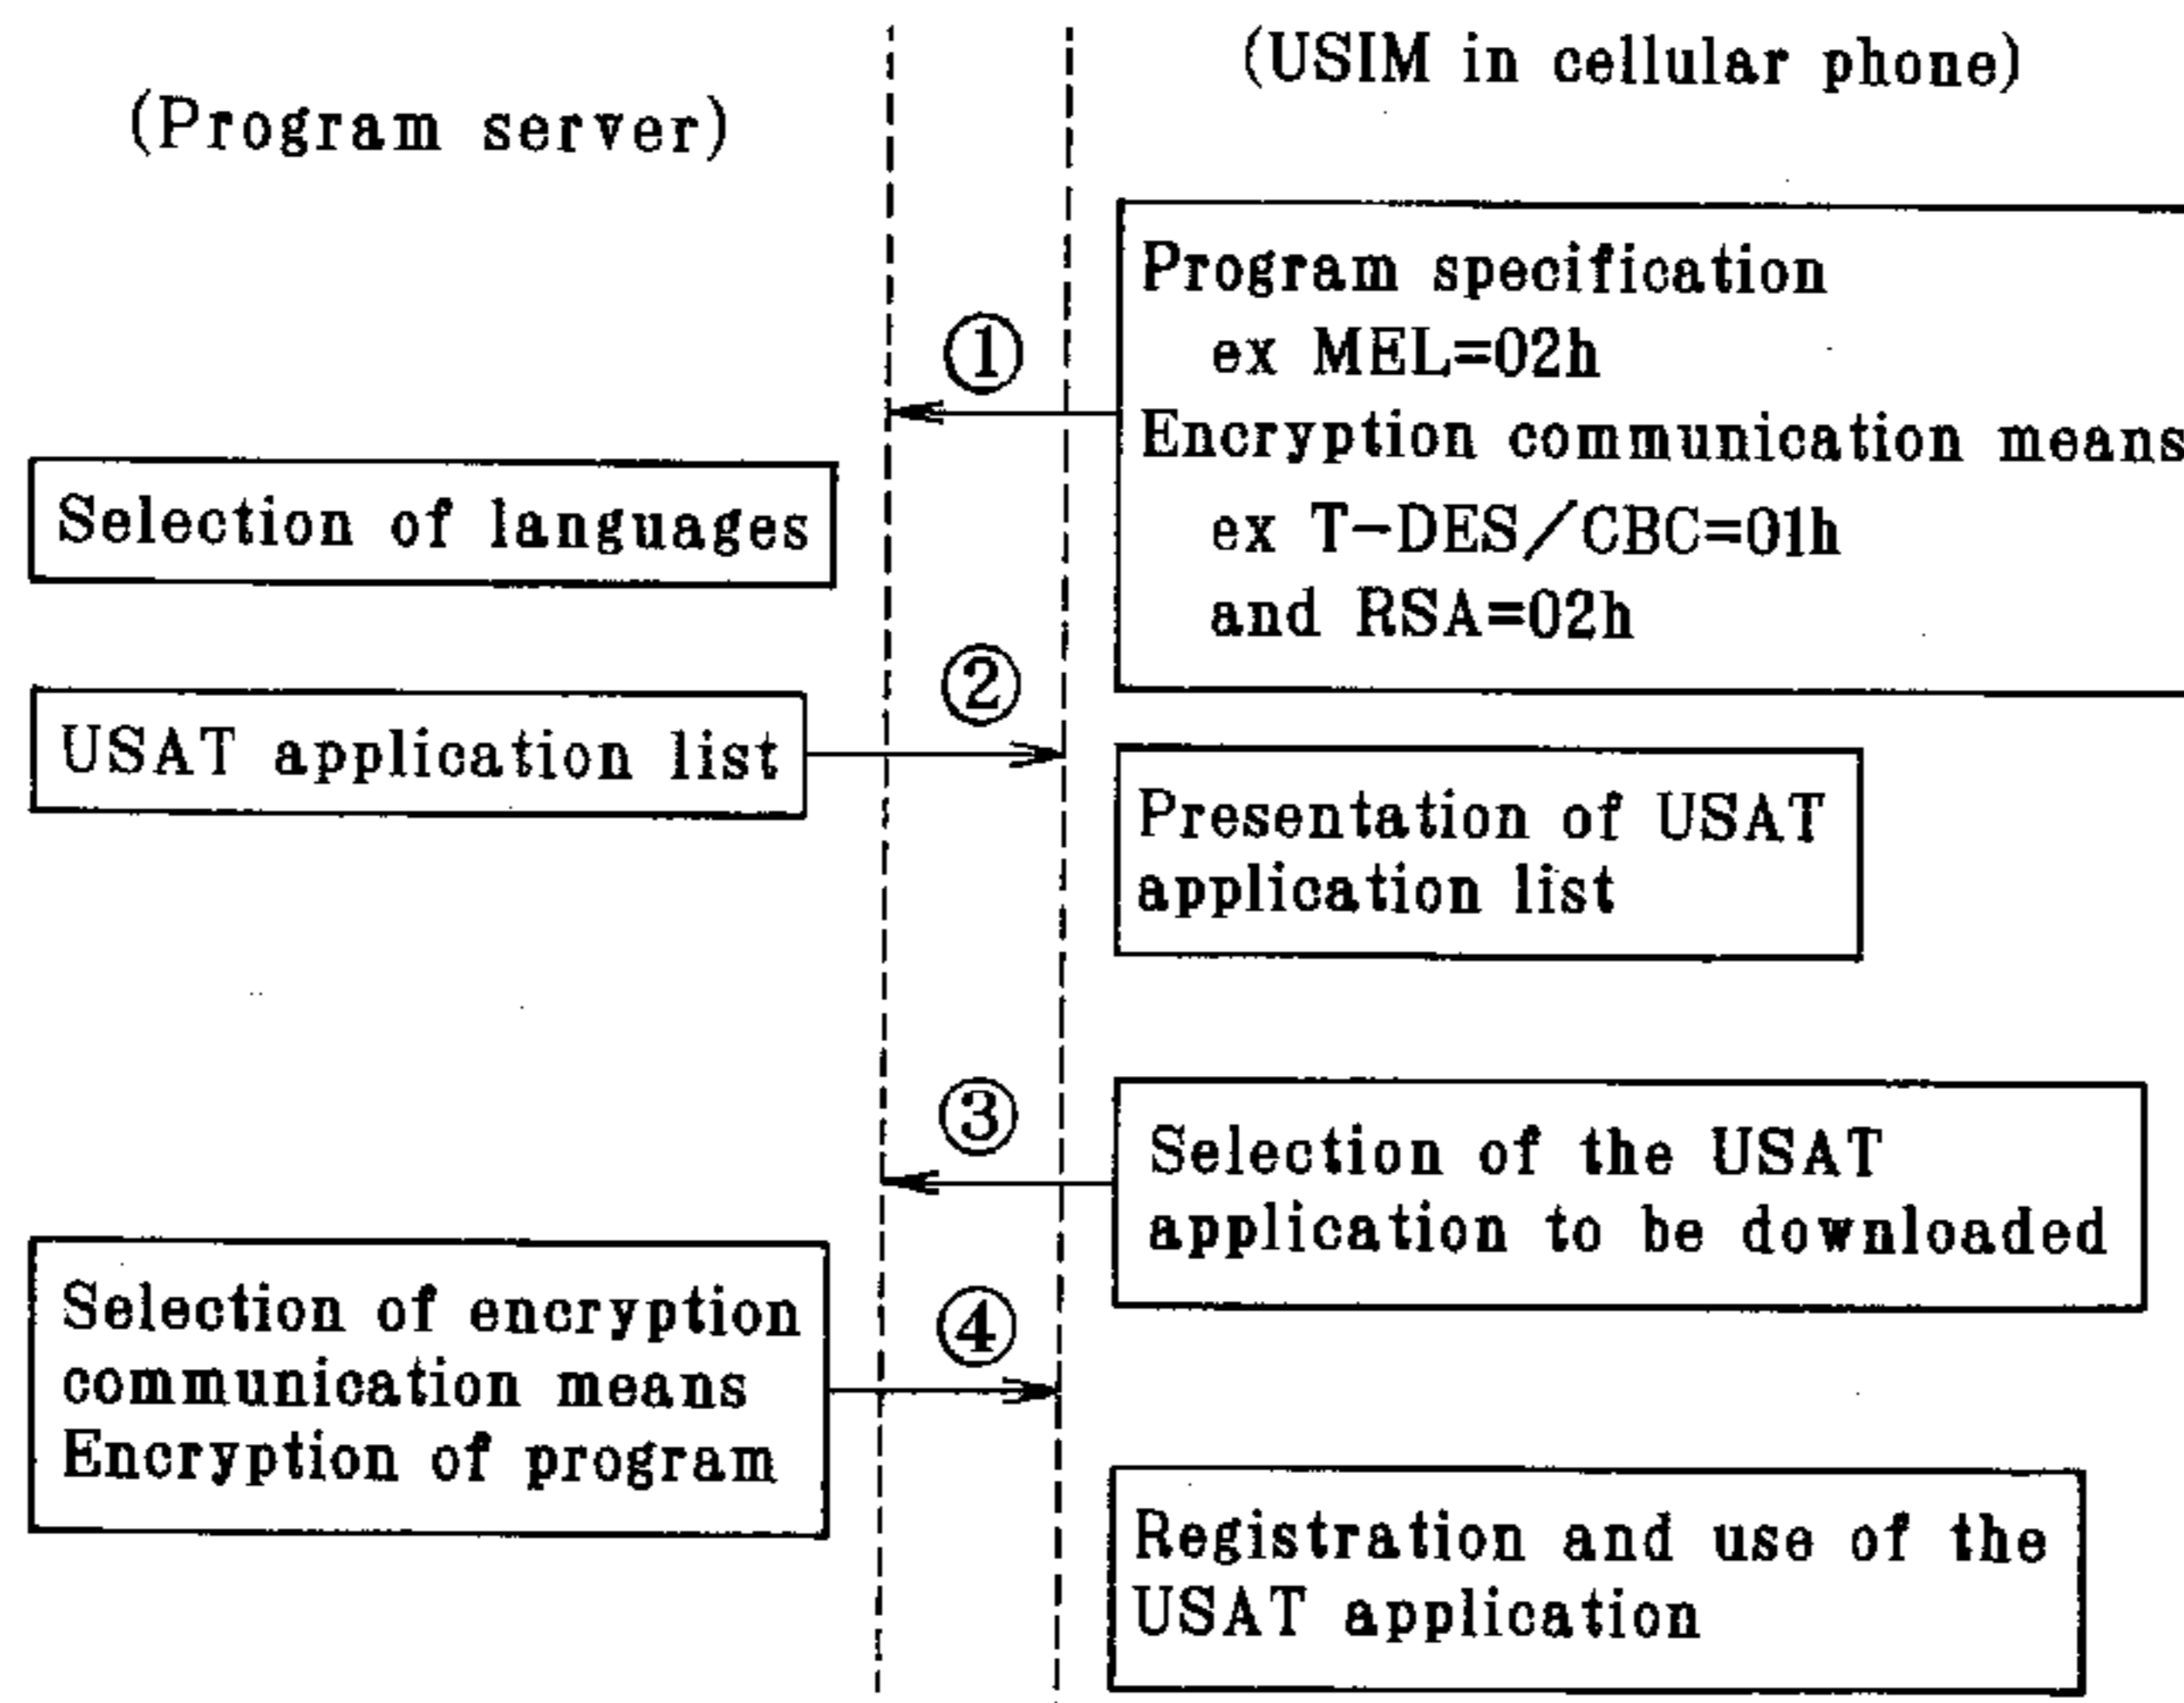 (Program server)
(USIM in cellular phone)
Program specification
ex MEL=02h
Encryption communication means
ex T-DES/CBC=01h
and RSA=02h
①
Selection of languages
②
USAT application list
Presentation of USAT
application list
③
Selection of the USAT
application to be downloaded
④
Selection of encryption
communication means
Encryption of program
Registration and use of the
USAT application